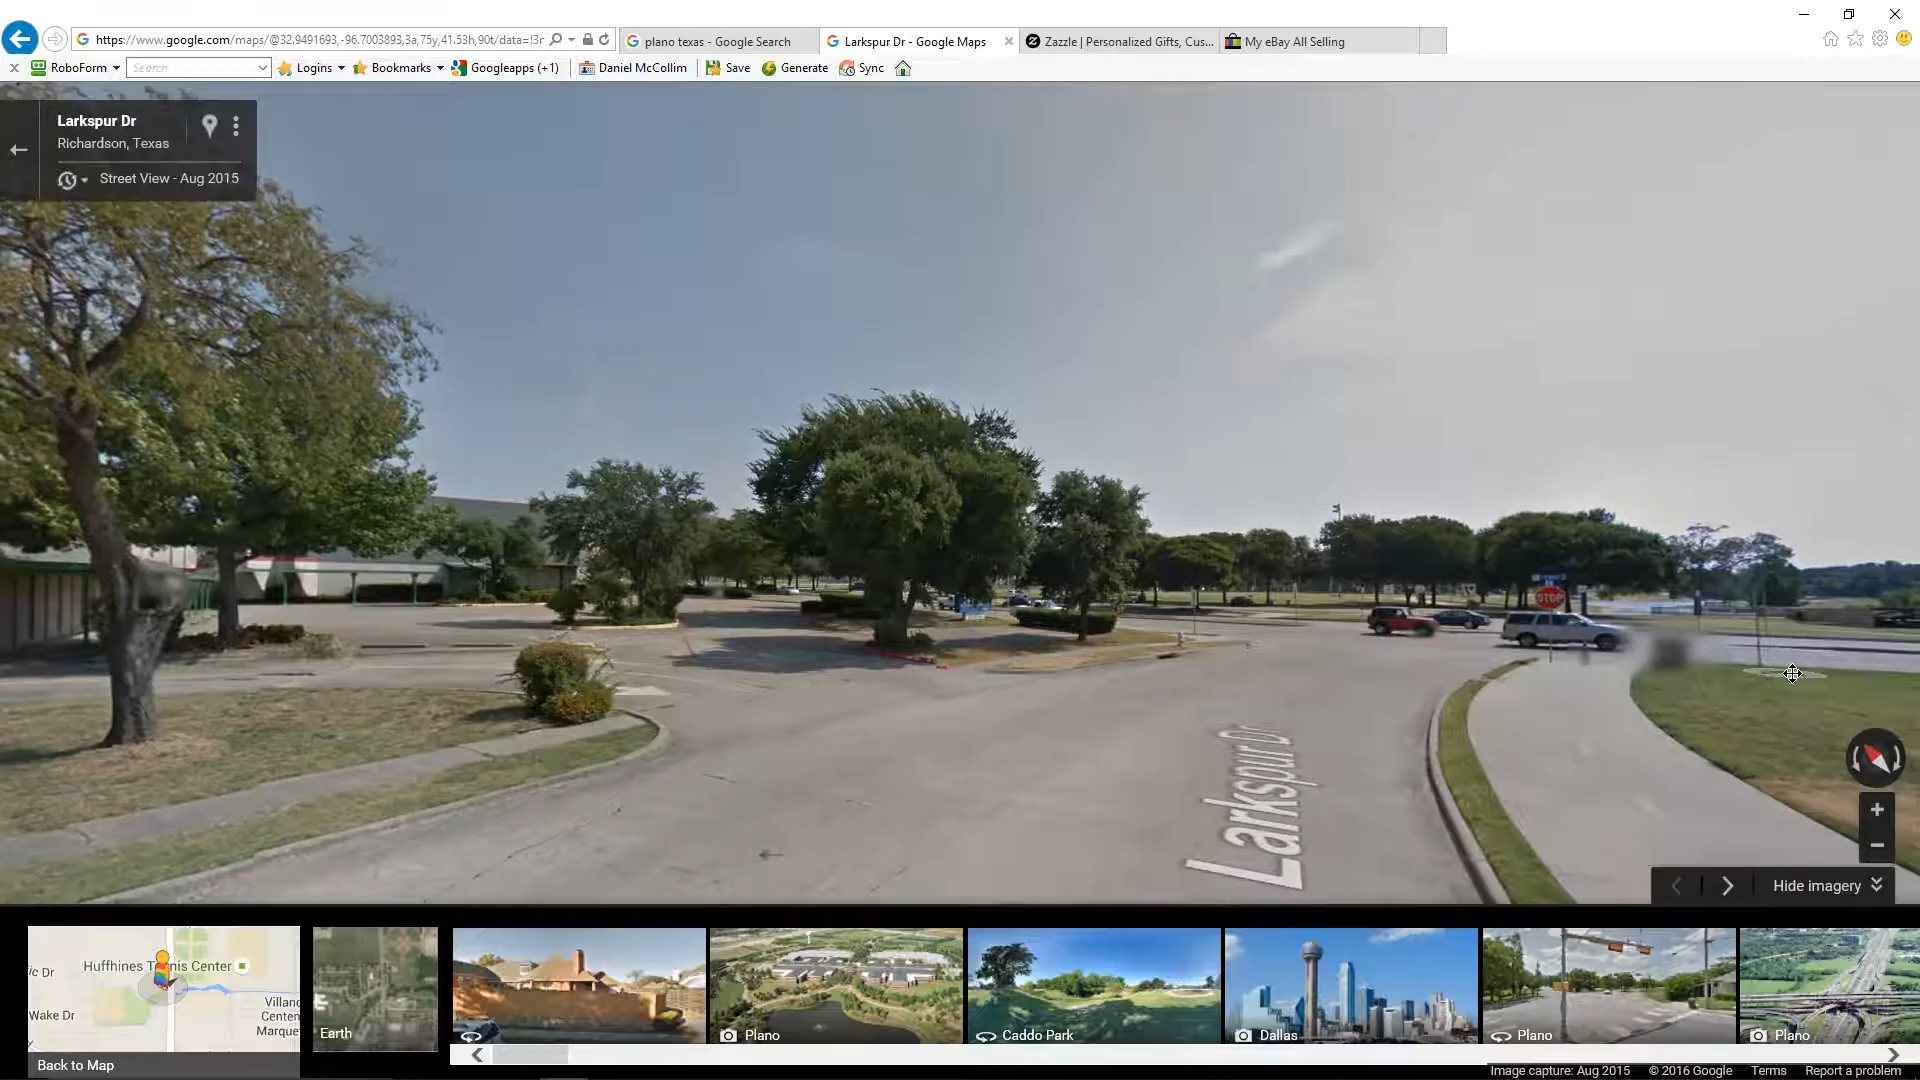 https://www.google.com/maps/@32.9491693,-96.7003893,3a,75y,41.53h,90t/data=!3r
plano texas - Google Search
Larkspur Dr - Google Maps
Zazzle | Personalized Gifts, Cus...
My eBay All Selling
RoboForm
Search
Logins
Bookmarks
Googleapps (+1)
Daniel McCollim
Save
Generate
Sync
Larkspur Dr
Richardson, Texas
Street View - Aug 2015
STOP
Larkspur Dr
Hide imagery
Huffhines Tennis Center
ic Dr
Wake Dr
Villanc
Center
Marque
Back to Map
Earth
Plano
Caddo Park
Dallas
Plano
Plano
Image capture: Aug 2015 © 2016 Google Terms Report a problem